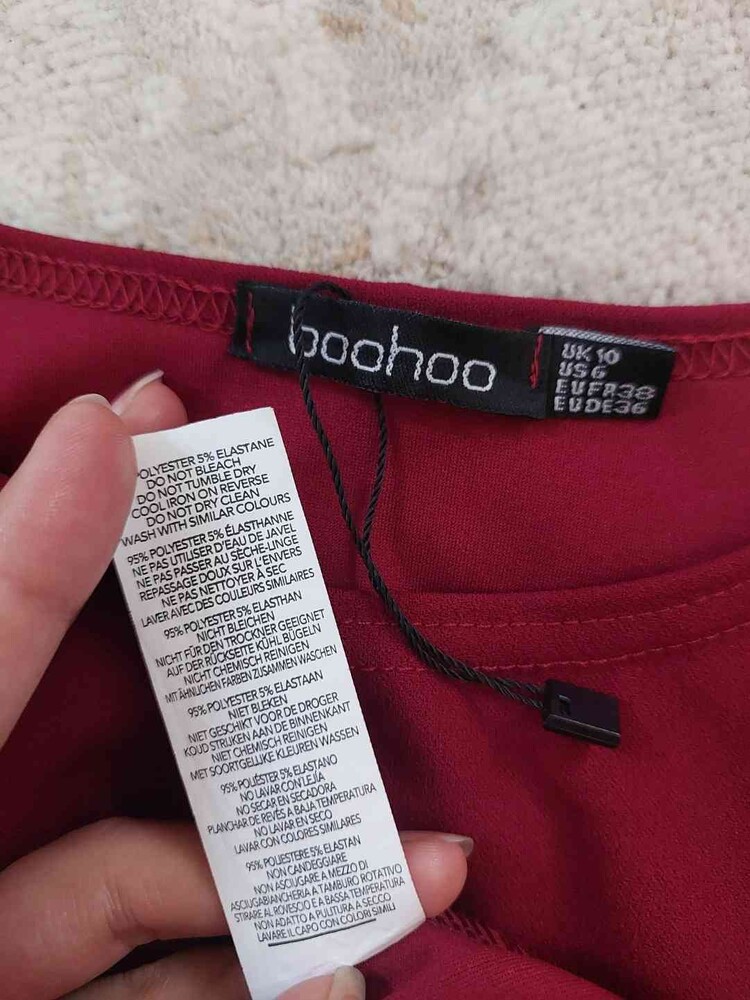 boohoo
UK 10
US 6
EU FR 38
EU DE 36
POLYESTER 5% ELASTANE
DO NOT BLEACH
DO NOT TUMBLE DRY
COOL IRON ON REVERSE
DO NOT DRY CLEAN
WASH WITH SIMILAR COLOURS
95% POLYESTER 5% ÉLASTHANNE
NE PAS UTILISER D'EAU DE JAVEL
NE PAS PASSER AU SÈCHE-LINGE
REPASSAGE DOUX SUR L'ENVERS
NE PAS NETTOYER À SEC
LAVER AVEC DES COULEURS SIMILAIRES
95% POLYESTER 5% ELASTHAN
NICHT BLEICHEN
NICHT FÜR DEN TROCKNER GEEIGNET
AUF DER RÜCKSEITE KÜHL BÜGELN
NICHT CHEMISCH REINIGEN
MIT ÄHNLICHEN FARBEN ZUSAMMEN WASCHEN
95% POLYESTER 5% ELASTAAN
NIET BLEKEN
NIET GESCHIKT VOOR DE DROGER
KOUD STRIJKEN AAN DE BINNENKANT
NIET CHEMISCH REINIGEN
MET SOORTGELIJKE KLEUREN WASSEN
95% POLIÉSTER 5% ELASTANO
NO LAVAR CON LEJÍA
NO SECAR EN SECADORA
PLANCHAR DE REVÉS A BAJA TEMPERATURA
NO LAVAR EN SECO
LAVAR CON COLORES SIMILARES
95% POLIESTERE 5% ELASTAN
NON CANDEGGIARE
NON ASCIUGARE A MEZZO DI
ASCIUGABIANCHERIA A TAMBURO ROTATIVO
STIRARE AL ROVESCIO E A BASSA TEMPERATURA
NON ADATTO A PULITURA A SECCO
LAVARE IL CAPO CON COLORI SIMILI